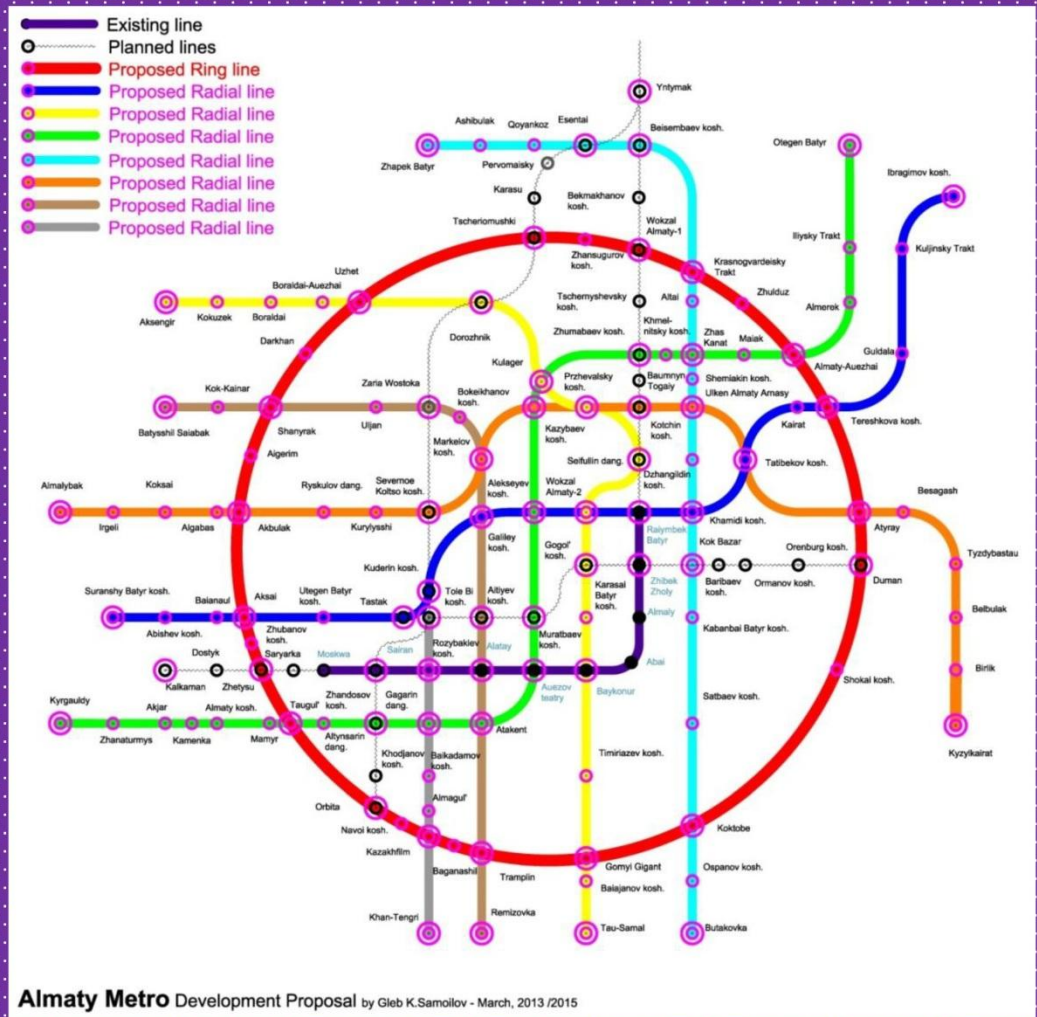 Existing line
Planned lines
Proposed Ring line
Proposed Radial line
Proposed Radial line
Proposed Radial line
Proposed Radial line
Proposed Radial line
Proposed Radial line
Proposed Radial line
Yntymak
Ashibulak
Qoyankoz
Esentai
Beisembaev kosh.
Otegen Batyr
Zhapek Batyr
Pervomaisky
Ibragimov kosh.
Karasu
Bekmakhanov
kosh.
Tscheriomushki
Wokzal
Almaty-1
Iliysky Trakt
Kuljinsky Trakt
Zhansugurov
kosh.
Krasnogvardeisky
Trakt
Uzhet
Boraldai-Auezhai
Altai
Zhulduz
Tschernyshevsky
kosh.
Almerek
Aksengir
Kokuzek
Boraldai
Dorozhnik
Zhumabaev kosh.
Khmel-
nitsky kosh.
Zhas
Kanat
Maiak
Darkhan
Kulager
Almaty-Auezhai
Guldala
Przhevalsky
kosh.
Baumnyn
Togaiy
Shemiakin kosh.
Zaria Wostoka
Kok-Kainar
Bokeikhanov
kosh.
Ulken Almaty Arnasy
Batysshil Saiabak
Shanyrak
Uljan
Markelov
kosh.
Kazybaev
kosh.
Kotchin
kosh.
Kairat
Tereshkova kosh.
Aigerim
Seifullin dang.
Tatibekov kosh.
Almalybak
Koksai
Ryskulov dang.
Severnoe
Koltso kosh.
Alekseyev
kosh.
Wokzal
Almaty-2
Dzhangildin
kosh.
Besagash
Irgeli
Algabas
Akbulak
Kurylysshi
Galiley
kosh.
Raiymbek
Batyr
Khamidi kosh.
Atyray
Gogol'
kosh.
Kok Bazar
Orenburg kosh.
Tyzdybastau
Kuderin kosh.
Karasai
Batyr
kosh.
Zhibek
Zholy
Baribaev
kosh.
Ormanov kosh.
Duman
Suranshy Batyr kosh.
Baianaul
Aksai
Utegen Batyr
kosh.
Tastak
Tole Bi
kosh.
Aitiyev
kosh.
Almaly
Belbulak
Abishev kosh.
Zhubanov
kosh.
Muratbaev
kosh.
Kabanbai Batyr kosh.
Dostyk
Saryarka
Moskwa
Sairan
Rozybakiev
kosh.
Alatay
Abai
Kalkaman
Zhetysu
Zhandosov
kosh.
Gagarin
dang.
Auezov
teatry
Baykonur
Birlik
Shokai kosh.
Kyrgauldy
Akjar
Almaty kosh.
Taugul'
Satbaev kosh.
Zhanaturmys
Kamenka
Mamyr
Altynsarin
dang.
Atakent
Kyzylkairat
Khodjanov
kosh.
Baikadamov
kosh.
Timiriazev kosh.
Almagul'
Orbita
Navoi kosh.
Koktobe
Kazakhfilm
Baganashil
Tramplin
Gornyi Gigant
Ospanov kosh.
Baiajanov kosh.
Khan-Tengri
Remizovka
Tau-Samal
Butakovka
Almaty Metro Development Proposal by Gleb K.Samoilov - March, 2013 /2015